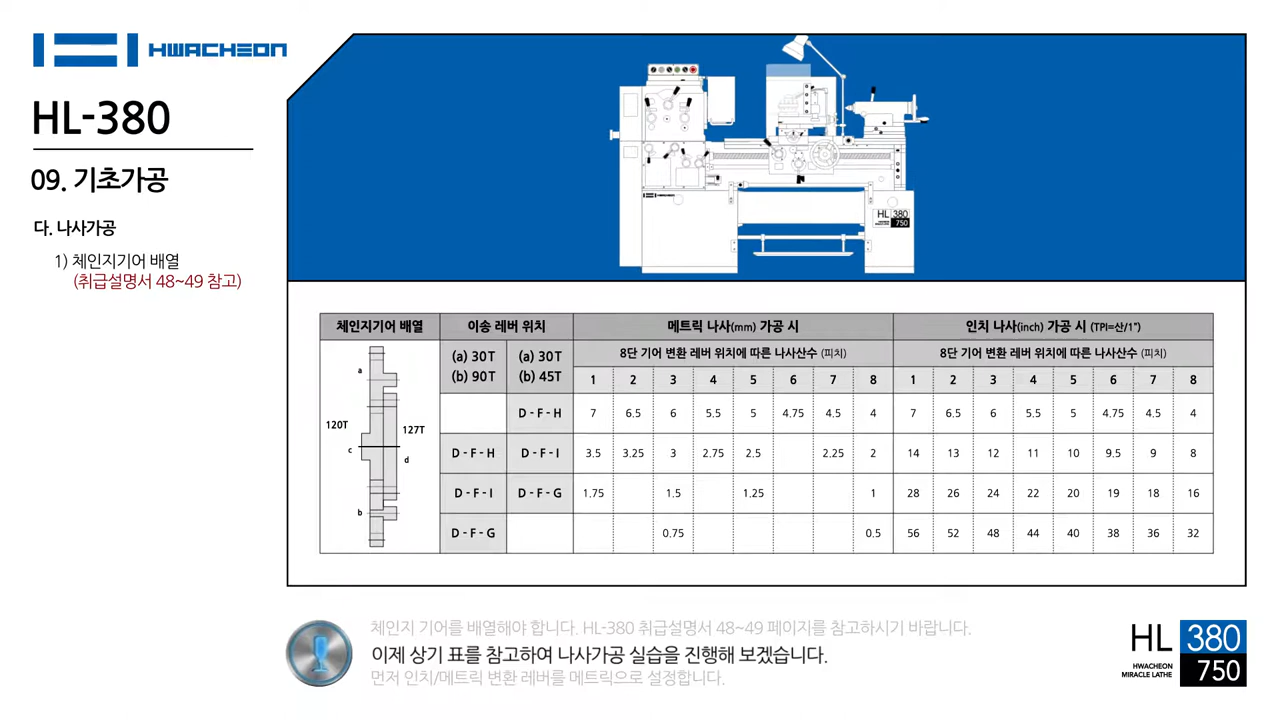 HWACHEON
HL-380
09. 기초가공
다. 나사가공
1) 체인지기어 배열
(취급설명서 48~49 참고)
HWACHEON
HL 380
750
체인지기어 배열 이송 레버 위치 메트릭 나사(mm) 가공 시 인치 나사(inch) 가공 시 (TPI=산/1")
(a) 30T (a) 30T 8단 기어 변환 레버 위치에 따른 나사산수 (피치) 8단 기어 변환 레버 위치에 따른 나사산수 (피치)
(b) 90T (b) 45T 1 2 3 4 5 6 7 8 1 2 3 4 5 6 7 8
a
D - F - H 7 6.5 6 5.5 5 4.75 4.5 4 7 6.5 6 5.5 5 4.75 4.5 4
120T 127T
c d
D - F - H D - F - I 3.5 3.25 3 2.75 2.5 2.25 2 14 13 12 11 10 9.5 9 8
D - F - I D - F - G 1.75 1.5 1.25 1 28 26 24 22 20 19 18 16
b
D - F - G 0.75 0.5 56 52 48 44 40 38 36 32
체인지 기어를 배열해야 합니다. HL-380 취급설명서 48~49 페이지를 참고하시기 바랍니다.
이제 상기 표를 참고하여 나사가공 실습을 진행해 보겠습니다.
먼저 인치/메트릭 변환 레버를 메트릭으로 설정합니다.
HL 380
HWACHEON
MIRACLE LATHE 750